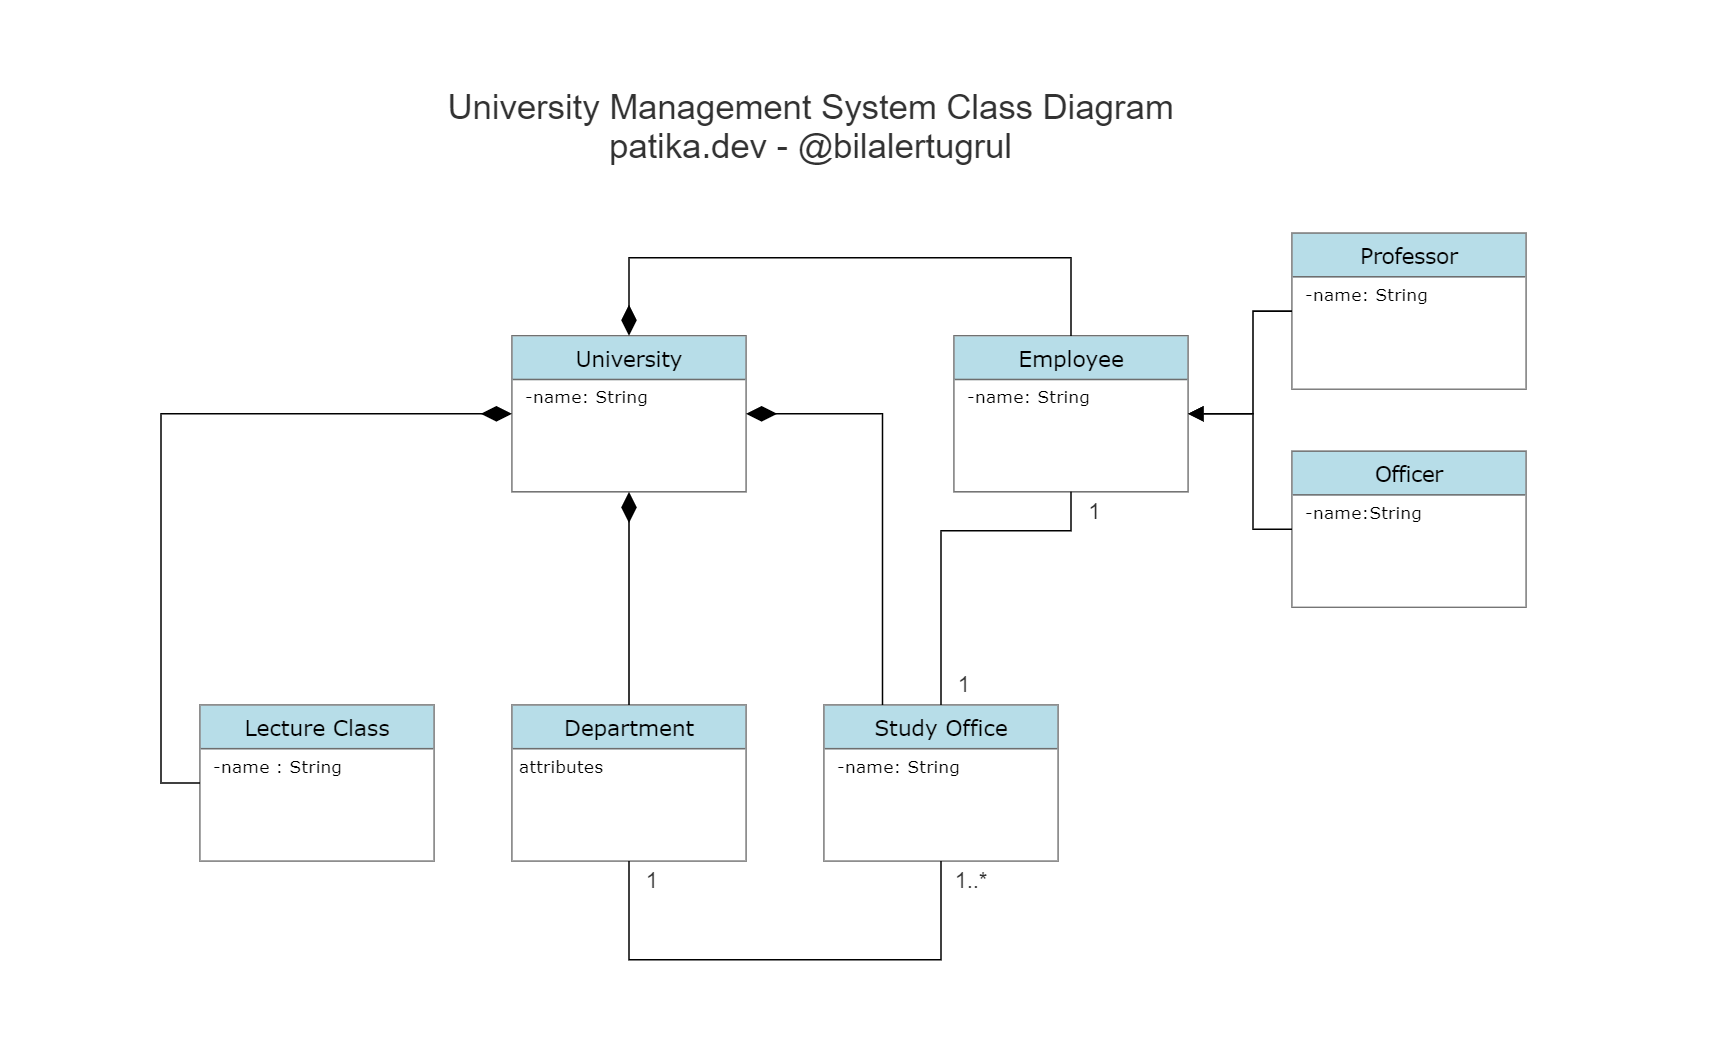 University Management System Class Diagram
patika.dev - @bilalertugrul
Professor
-name: String
University
-name: String
Employee
-name: String
1
Officer
-name:String
1
Lecture Class
-name : String
Department
attributes
Study Office
-name: String
1
1..*